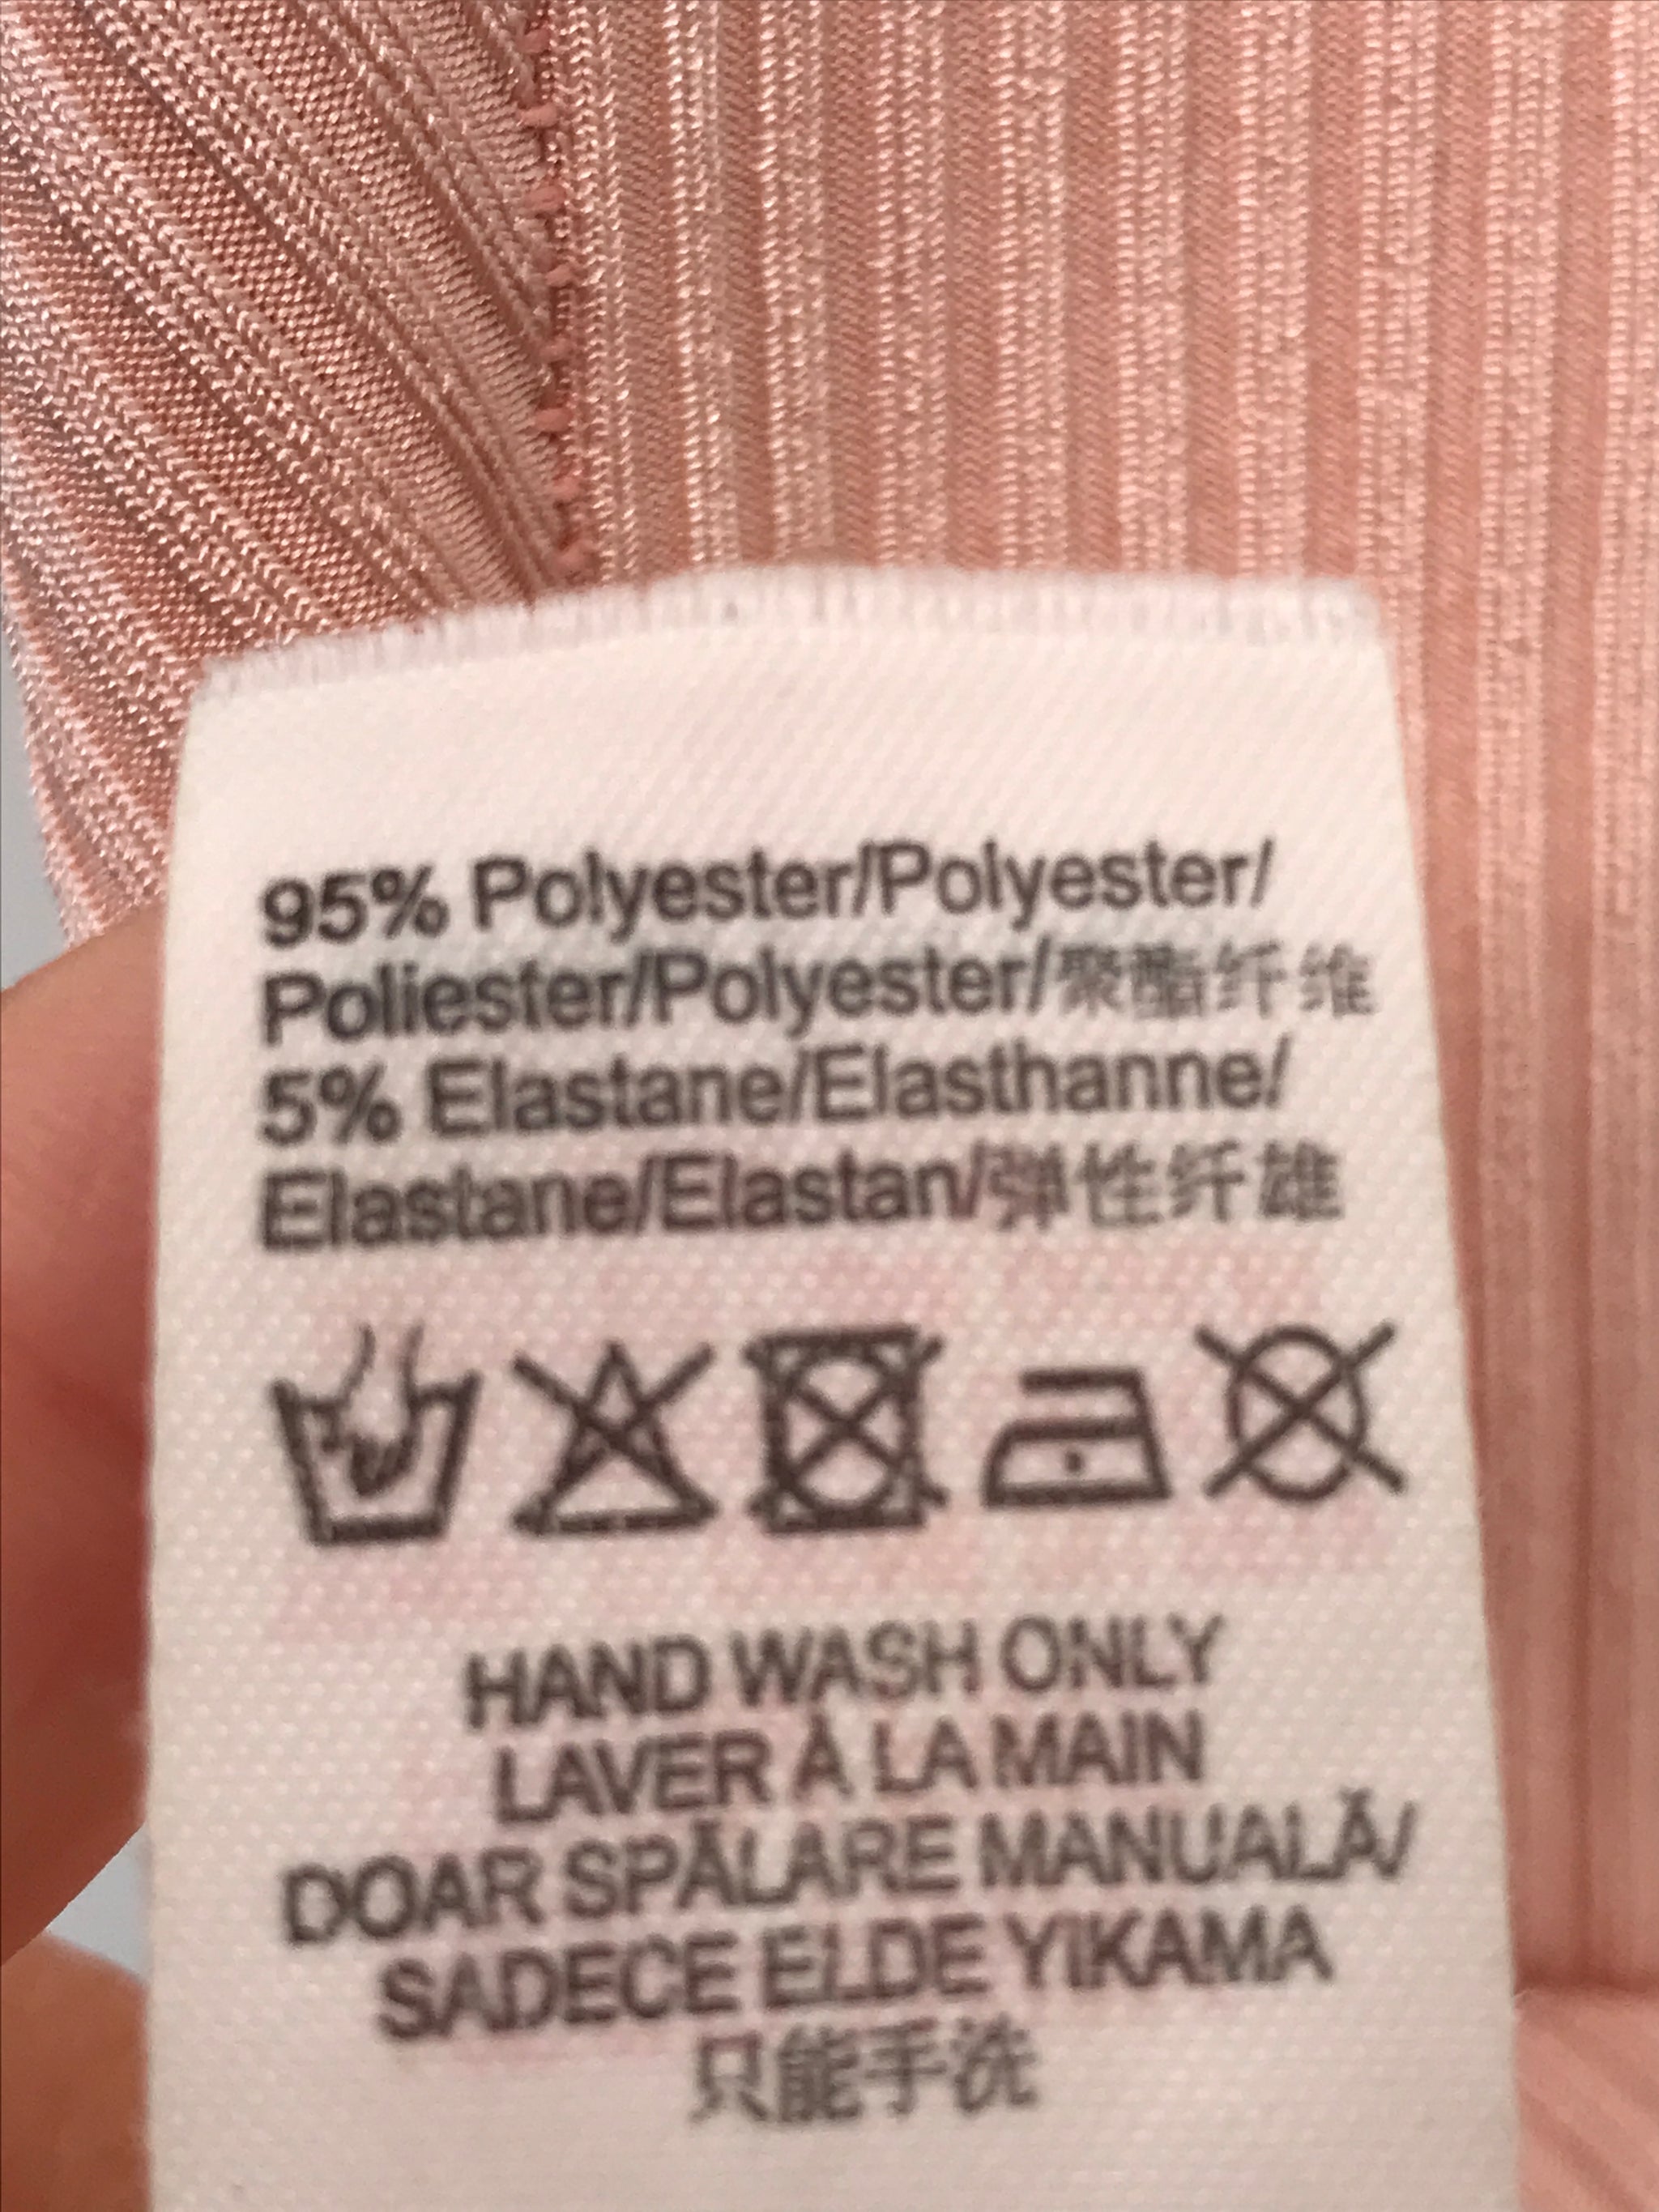 95% Polyester/Polyester/
Poliester/Polyester/聚酯纤维
5% Elastane/Elasthanne/
Elastane/Elastan/弹性纤雄
HAND WASH ONLY
LAVER À LA MAIN
DOAR SPĂLARE MANUALĂ/
SADECE ELDE YIKAMA
只能手洗